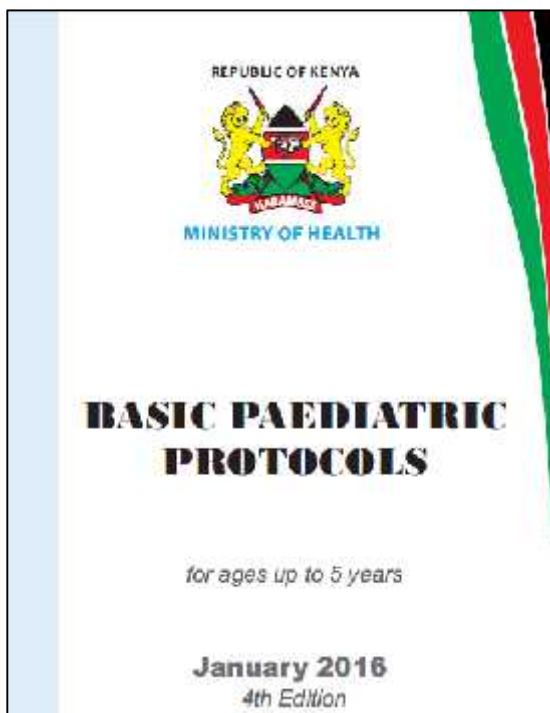 REPUBLIC OF KENYA
HARAMBEE
MINISTRY OF HEALTH
BASIC PAEDIATRIC
PROTOCOLS
for ages up to 5 years
January 2016
4th Edition